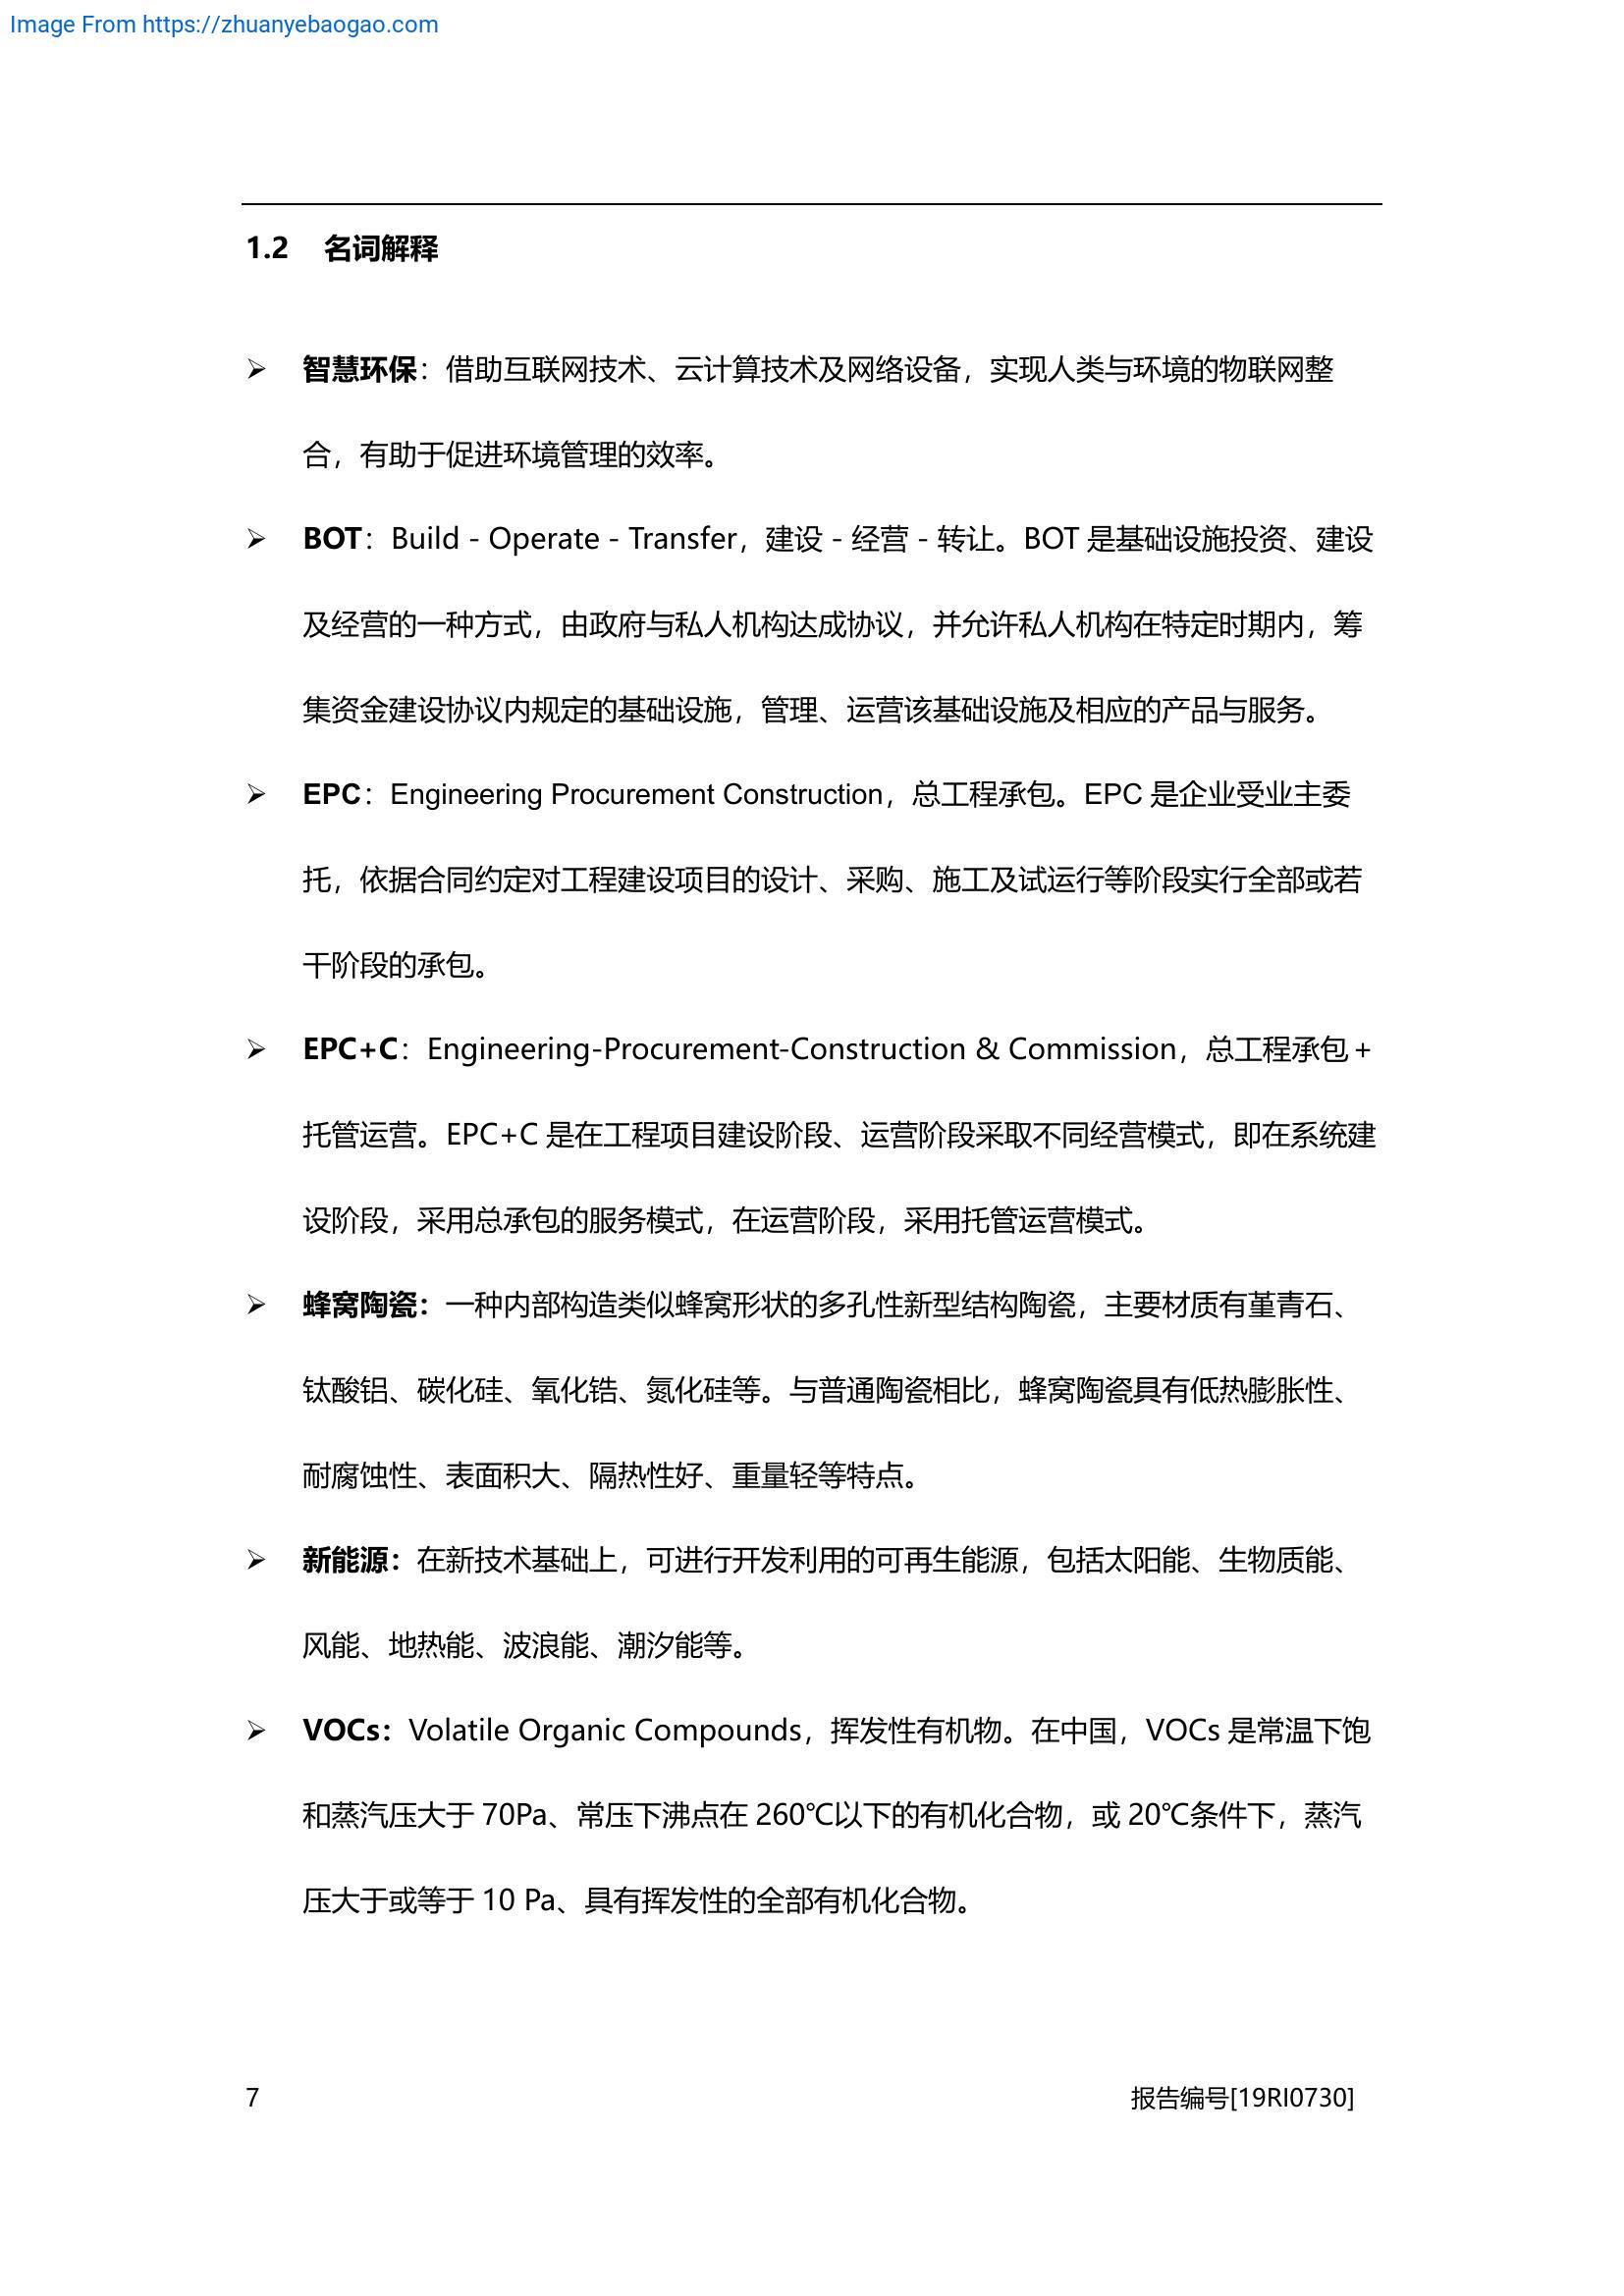 Image From https://zhuanyebaogao.com
1.2 名词解释
➢ 智慧环保：借助互联网技术、云计算技术及网络设备，实现人类与环境的物联网整
合，有助于促进环境管理的效率。
➢ BOT：Build - Operate - Transfer，建设 - 经营 - 转让。BOT 是基础设施投资、建设
及经营的一种方式，由政府与私人机构达成协议，并允许私人机构在特定时期内，筹
集资金建设协议内规定的基础设施，管理、运营该基础设施及相应的产品与服务。
➢ EPC：Engineering Procurement Construction，总工程承包。EPC 是企业受业主委
托，依据合同约定对工程建设项目的设计、采购、施工及试运行等阶段实行全部或若
干阶段的承包。
➢ EPC+C：Engineering-Procurement-Construction & Commission，总工程承包 +
托管运营。EPC+C 是在工程项目建设阶段、运营阶段采取不同经营模式，即在系统建
设阶段，采用总承包的服务模式，在运营阶段，采用托管运营模式。
➢ 蜂窝陶瓷：一种内部构造类似蜂窝形状的多孔性新型结构陶瓷，主要材质有堇青石、
钛酸铝、碳化硅、氧化锆、氮化硅等。与普通陶瓷相比，蜂窝陶瓷具有低热膨胀性、
耐腐蚀性、表面积大、隔热性好、重量轻等特点。
➢ 新能源：在新技术基础上，可进行开发利用的可再生能源，包括太阳能、生物质能、
风能、地热能、波浪能、潮汐能等。
➢ VOCs：Volatile Organic Compounds，挥发性有机物。在中国，VOCs 是常温下饱
和蒸汽压大于 70Pa、常压下沸点在 260℃以下的有机化合物，或 20℃条件下，蒸汽
压大于或等于 10 Pa、具有挥发性的全部有机化合物。
7 报告编号[19RI0730]